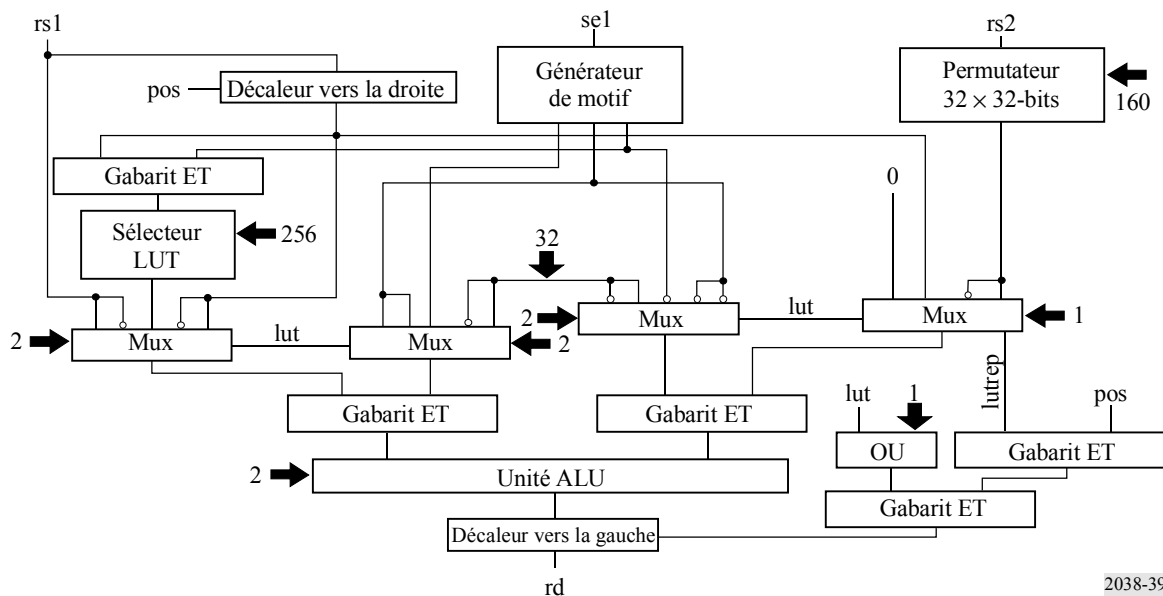 rs1
se1
rs2
pos
Décaleur vers la droite
Générateur
de motif
Permutateur
32 × 32-bits
160
Gabarit ET
0
Sélecteur
LUT
256
32
2
Mux
lut
Mux
2
2
Mux
lut
Mux
1
lutrep
Gabarit ET
Gabarit ET
lut
1
pos
OU
Gabarit ET
2
Unité ALU
Gabarit ET
Décaleur vers la gauche
rd
2038-39